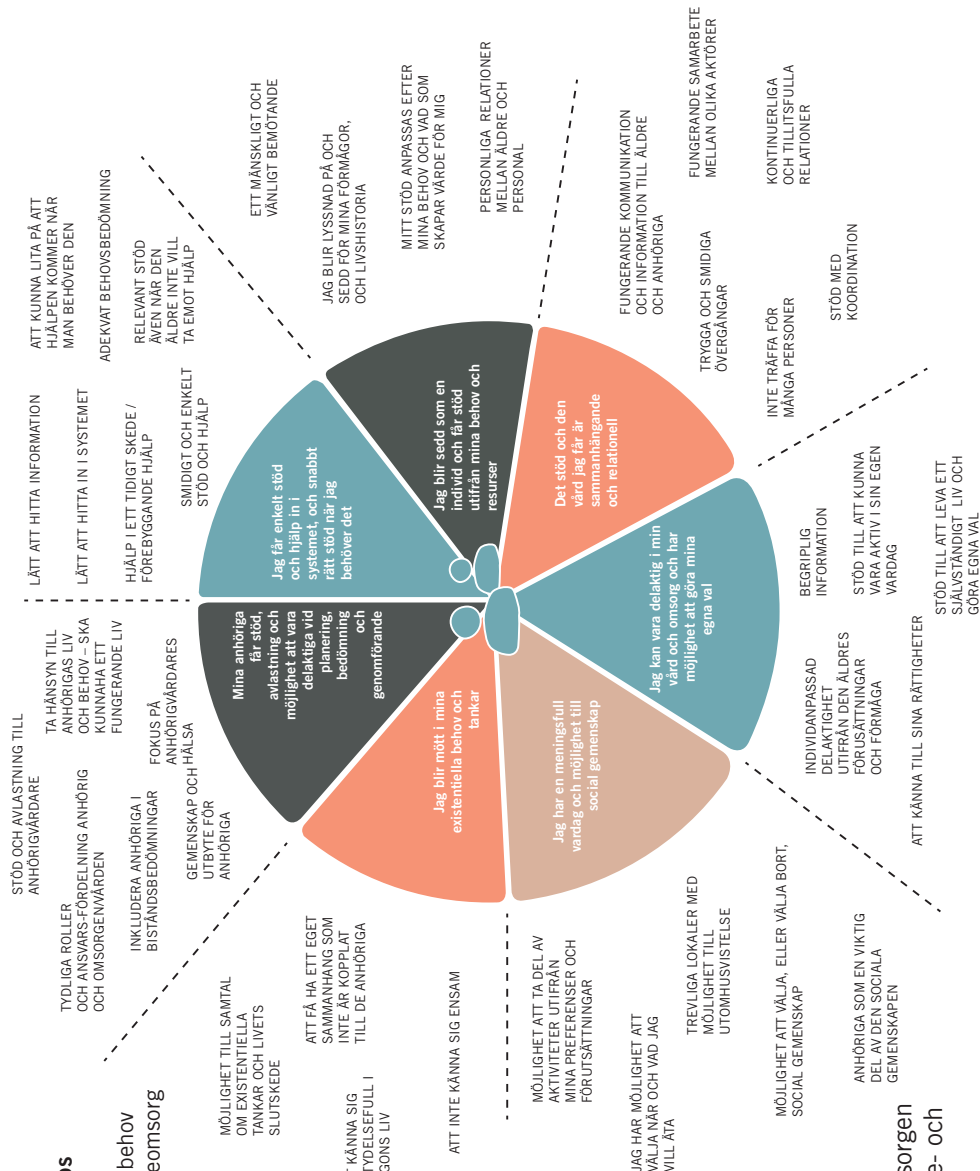 STÖD OCH AVLASTNING TILL
ANHÖRIGVÅRDARE
TA HÄNSYN TILL
ANHÖRIGAS LIV
OCH BEHOV – SKA
KUNNAHA ETT
FUNGERANDE LIV
TYDLIGA ROLLER
OCH ANSVARS-FÖRDELNING ANHÖRIG
OCH OMSORGEN/VÅRDEN
FOKUS PÅ
ANHÖRIGVÅRDARES
HÄLSA
INKLUDERA ANHÖRIGA I
BISTÅNDSBEDÖMNINGAR
GEMENSKAP OCH
UTBYTE FÖR
ANHÖRIGA
LÄTT ATT HITTA INFORMATION
LÄTT ATT HITTA IN I SYSTEMET
HJÄLP I ETT TIDIGT SKEDE /
FÖREBYGGANDE HJÄLP
SMIDIGT OCH ENKELT
STÖD OCH HJÄLP
ATT KUNNA LITA PÅ ATT
HJÄLPEN KOMMER NÄR
MAN BEHÖVER DEN
ADEKVAT BEHOVSBEDÖMNING
RELEVANT STÖD
ÄVEN NÄR DEN
ÄLDRE INTE VILL
TA EMOT HJÄLP
ETT MÄNSKLIGT OCH
VÄNLIGT BEMÖTANDE
JAG BLIR LYSSNAD PÅ OCH
SEDD FÖR MINA FÖRMÅGOR,
OCH LIVSHISTORIA
MITT STÖD ANPASSAS EFTER
MINA BEHOV OCH VAD SOM
SKAPAR VÄRDE FÖR MIG
PERSONLIGA RELATIONER
MELLAN ÄLDRE OCH
PERSONAL
FUNGERANDE KOMMUNIKATION
OCH INFORMATION TILL ÄLDRE
OCH ANHÖRIGA
FUNGERANDE SAMARBETE
MELLAN OLIKA AKTÖRER
TRYGGA OCH SMIDIGA
ÖVERGÅNGAR
KONTINUERLIGA
OCH TILLITSFULLA
RELATIONER
INTE TRÄFFA FÖR
MÅNGA PERSONER
STÖD MED
KOORDINATION
Mina anhöriga
får stöd,
avlastning och
möjlighet att vara
delaktiga vid
planering,
bedömning
och
genomförande
Jag får enkelt stöd
och hjälp in i
systemet, och snabbt
rätt stöd när jag
behöver det
Jag blir sedd som en
individ och får stöd
utifrån mina behov och
resurser
Det stöd och den
vård jag får är
sammanhängande
och relationell
Jag kan vara delaktig i min
vård och omsorg och har
möjlighet att göra mina
egna val
Jag har en meningsfull
vardag och möjlighet till
social gemenskap
Jag blir mött i mina
existentiella behov och
tankar
BEGRIPLIG
INFORMATION
STÖD TILL ATT KUNNA
VARA AKTIV I SIN EGEN
VARDAG
STÖD TILL ATT LEVA ETT
SJÄLVSTÄNDIGT LIV OCH
GÖRA EGNA VAL
INDIVIDANPASSAD
DELAKTIGHET
UTIFRÅN DEN ÄLDRES
FÖRUSÄTTNINGAR
OCH FÖRMÅGA
ATT KÄNNA TILL SINA RÄTTIGHETER
MÖJLIGHET ATT TA DEL AV
AKTIVITETER UTIFRÅN
MINA PREFERENSER OCH
FÖRUTSÄTTNINGAR
JAG HAR MÖJLIGHET ATT
VÄLJA NÄR OCH VAD JAG
VILL ÄTA
TREVLIGA LOKALER MED
MÖJLIGHET TILL
UTOMHUSVISTELSE
MÖJLIGHET ATT VÄLJA, ELLER VÄLJA BORT,
SOCIAL GEMENSKAP
ANHÖRIGA SOM EN VIKTIG
DEL AV DEN SOCIALA
GEMENSKAPEN
MÖJLIGHET TILL SAMTAL
OM EXISTENTIELLA
TANKAR OCH LIVETS
SLUTSKEDE
ATT FÅ HA ETT EGET
SAMMANHANG SOM
INTE ÄR KOPPLAT
TILL DE ANHÖRIGA
KÄNNA SIG
TYDELSEFULL I
GONS LIV
ATT INTE KÄNNA SIG ENSAM
os
behov
eomsorg
sorgen
e- och